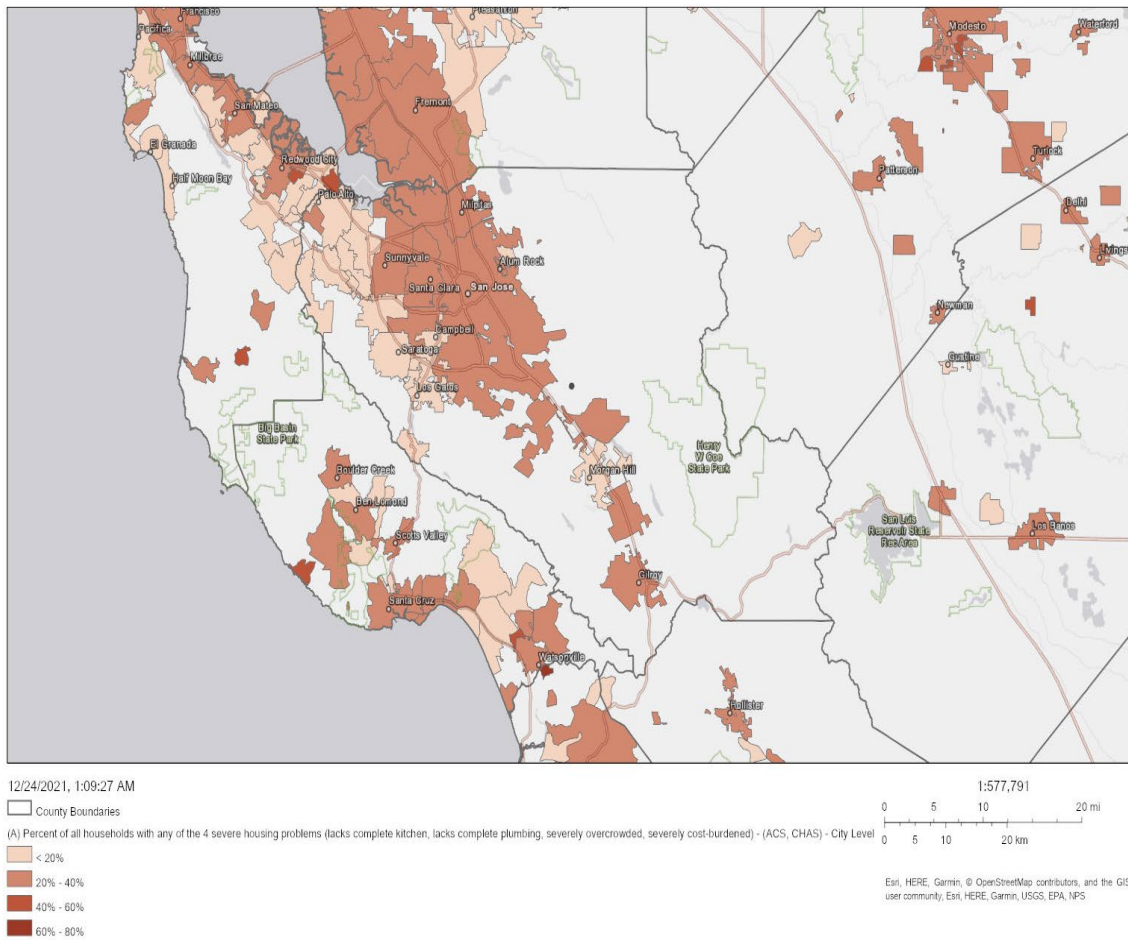 Francisco
Pleasanton
Pacifica
Modesto
Waterford
Millbrae
San Mateo
Fremont
El Granada
Redwood City
Turlock
Half Moon Bay
Patterson
Palo Alto
Milpitas
Delhi
Sunnyvale
Alum Rock
Livings
Santa Clara
San Jose
Newman
Campbell
Saratoga
Gustine
Los Gatos
Big Basin
State Park
Henry
W Coe
State Park
Morgan Hill
Boulder Creek
Ben Lomond
San Luis
Reservoir State
Rec Area
Los Banos
Scotts Valley
Gilroy
Santa Cruz
Watsonville
Hollister
12/24/2021, 1:09:27 AM
County Boundaries
(A) Percent of all households with any of the 4 severe housing problems (lacks complete kitchen, lacks complete plumbing, severely overcrowded, severely cost-burdened) - (ACS, CHAS) - City Level
< 20%
20% - 40%
40% - 60%
60% - 80%
1:577,791
0 5 10 20 mi
0 5 10 20 km
Esri, HERE, Garmin, © OpenStreetMap contributors, and the GIS
user community, Esri, HERE, Garmin, USGS, EPA, NPS